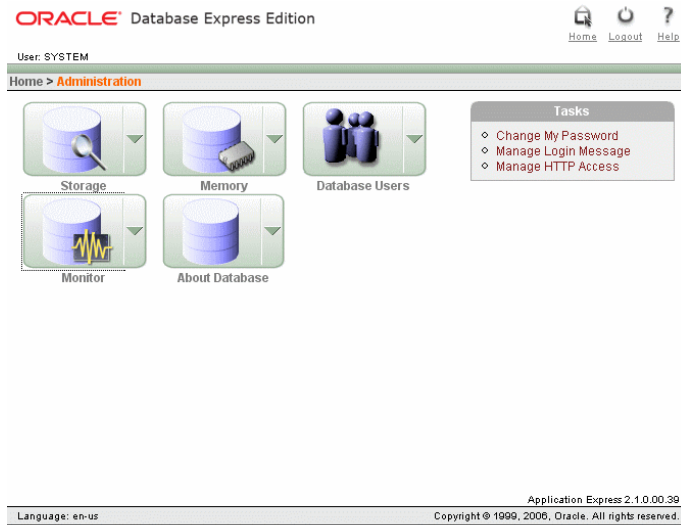 ORACLE Database Express Edition
Home Logout Help
User: SYSTEM
Home > Administration
Storage
Memory
Database Users
Monitor
About Database
Tasks
Change My Password
Manage Login Message
Manage HTTP Access
Application Express 2.1.0.00.39
Language: en-us
Copyright © 1999, 2006, Oracle. All rights reserved.